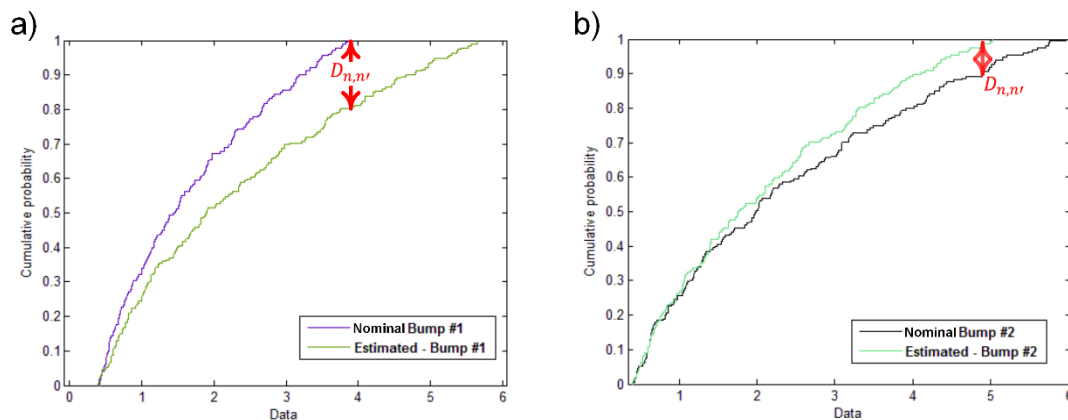 a)
1
0.9
0.8
0.7
0.6
0.5
0.4
0.3
0.2
0.1
0
Cumulative probability
D_{n,n′}
Nominal Bump #1
Estimated - Bump #1
0 1 2 3 4 5 6
Data
b)
1
0.9
0.8
0.7
0.6
0.5
0.4
0.3
0.2
0.1
0
Cumulative probability
D_{n,n′}
Nominal Bump #2
Estimated - Bump #2
1 2 3 4 5 6
Data